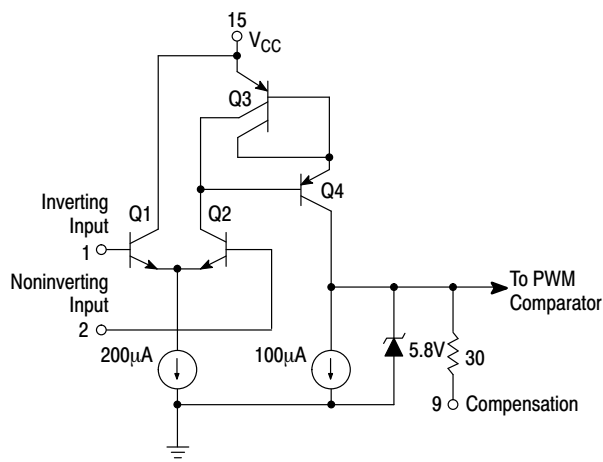 15
VCC
Q3
Q4
Inverting
Input
1
Q1
Q2
Noninverting
Input
2
To PWM
Comparator
200μA
100μA
5.8V
30
9
Compensation